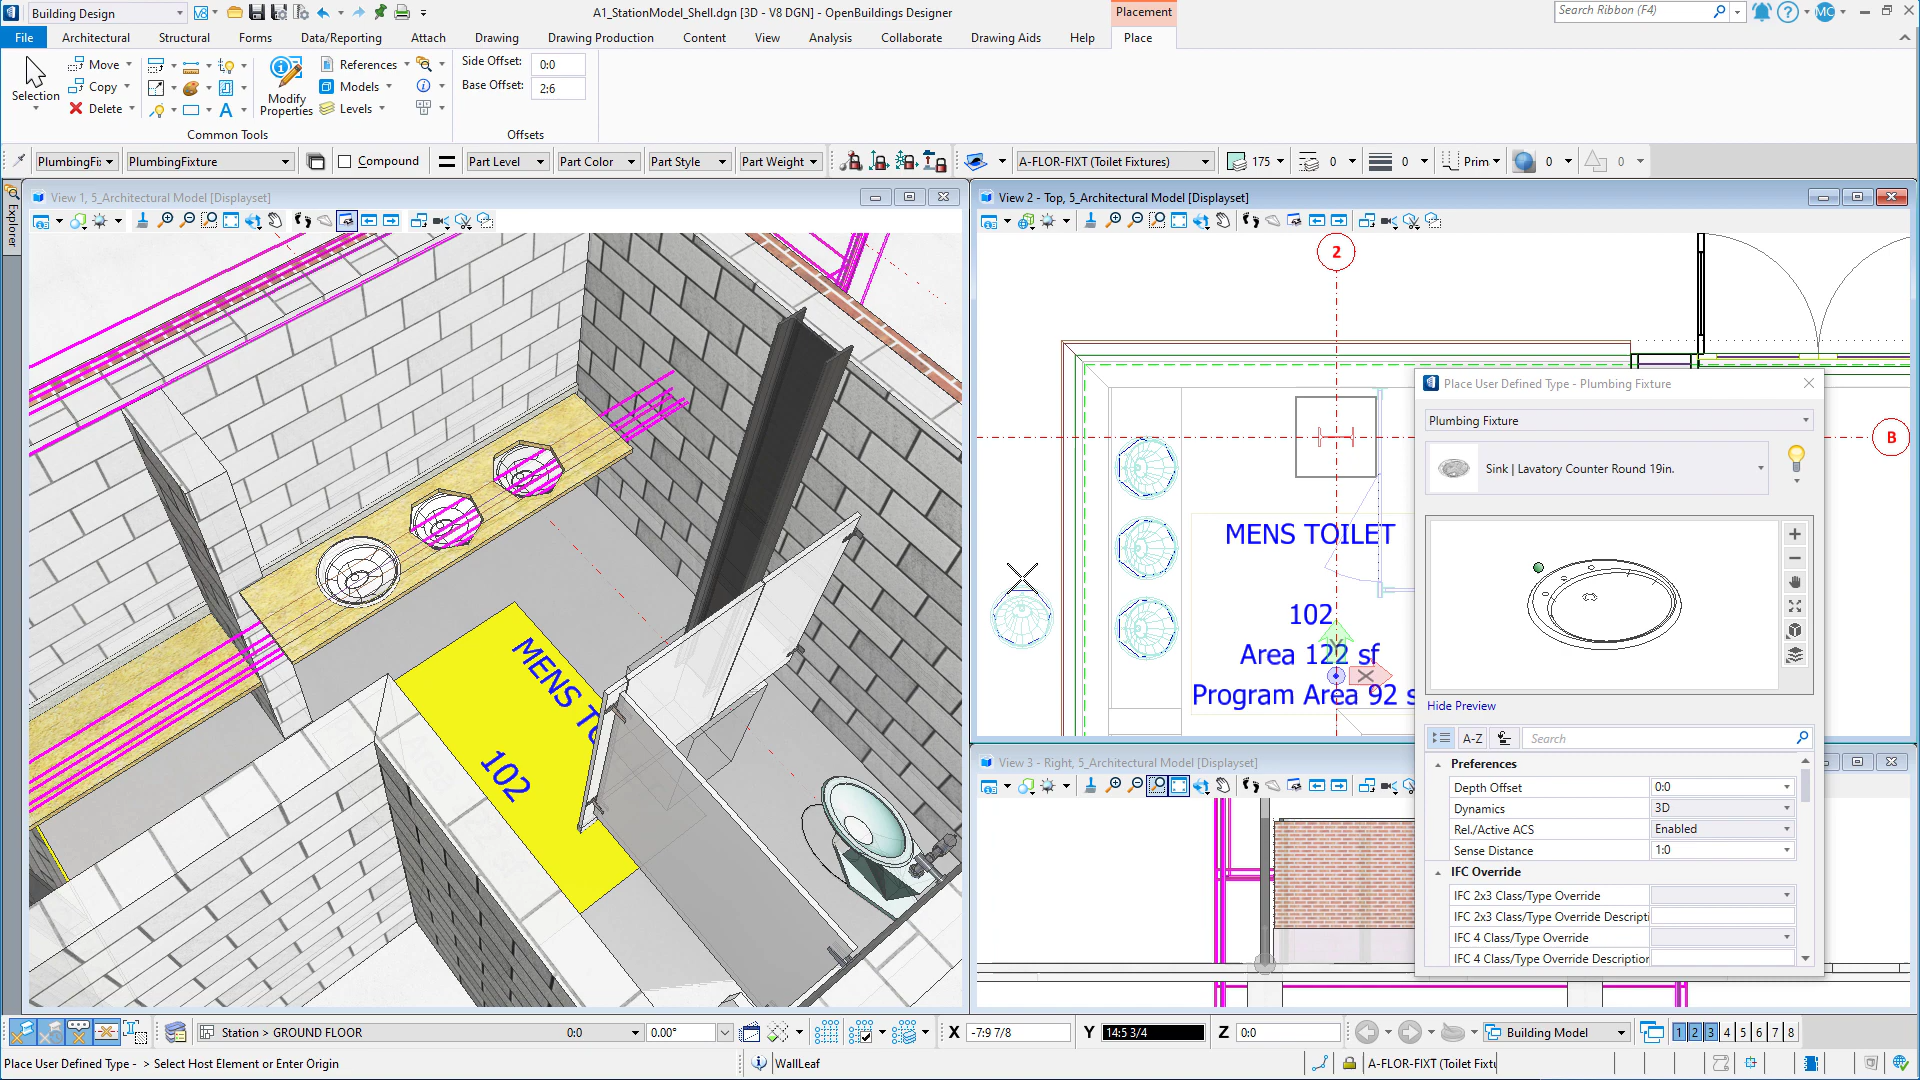 Building Design
A1_StationModel_Shell.dgn [3D - V8 DGN] - OpenBuildings Designer
Placement
Search Ribbon (F4)
MC
File
Architectural
Structural
Forms
Data/Reporting
Attach
Drawing
Drawing Production
Content
View
Analysis
Collaborate
Drawing Aids
Help
Place
Selection
Move
Copy
Delete
Modify
Properties
References
Models
Levels
Common Tools
Side Offset:
0:0
Base Offset:
2:6
Offsets
PlumbingFix
PlumbingFixture
Compound
Part Level
Part Color
Part Style
Part Weight
A-FLOR-FIXT (Toilet Fixtures)
175
0
0
Prim
0
0
Explorer
View 1, 5_Architectural Model [Displayset]
MENS TO
102
View 2 - Top, 5_Architectural Model [Displayset]
2
B
MENS TOILET
102
Area 122 sf
Program Area 92 s
Y
X
View 3 - Right, 5_Architectural Model [Displayset]
Place User Defined Type - Plumbing Fixture
Plumbing Fixture
Sink | Lavatory Counter Round 19in.
Hide Preview
A-Z
Search
Preferences
Depth Offset
0:0
Dynamics
3D
Rel./Active ACS
Enabled
Sense Distance
1:0
IFC Override
IFC 2x3 Class/Type Override
IFC 2x3 Class/Type Override Descripti
IFC 4 Class/Type Override
IFC 4 Class/Type Override Description
Station > GROUND FLOOR
0:0
0.00°
X
-7:9 7/8
Y
14:5 3/4
Z
0:0
Building Model
1 2 3 4 5 6 7 8
Place User Defined Type - > Select Host Element or Enter Origin
WallLeaf
A-FLOR-FIXT (Toilet Fixtu